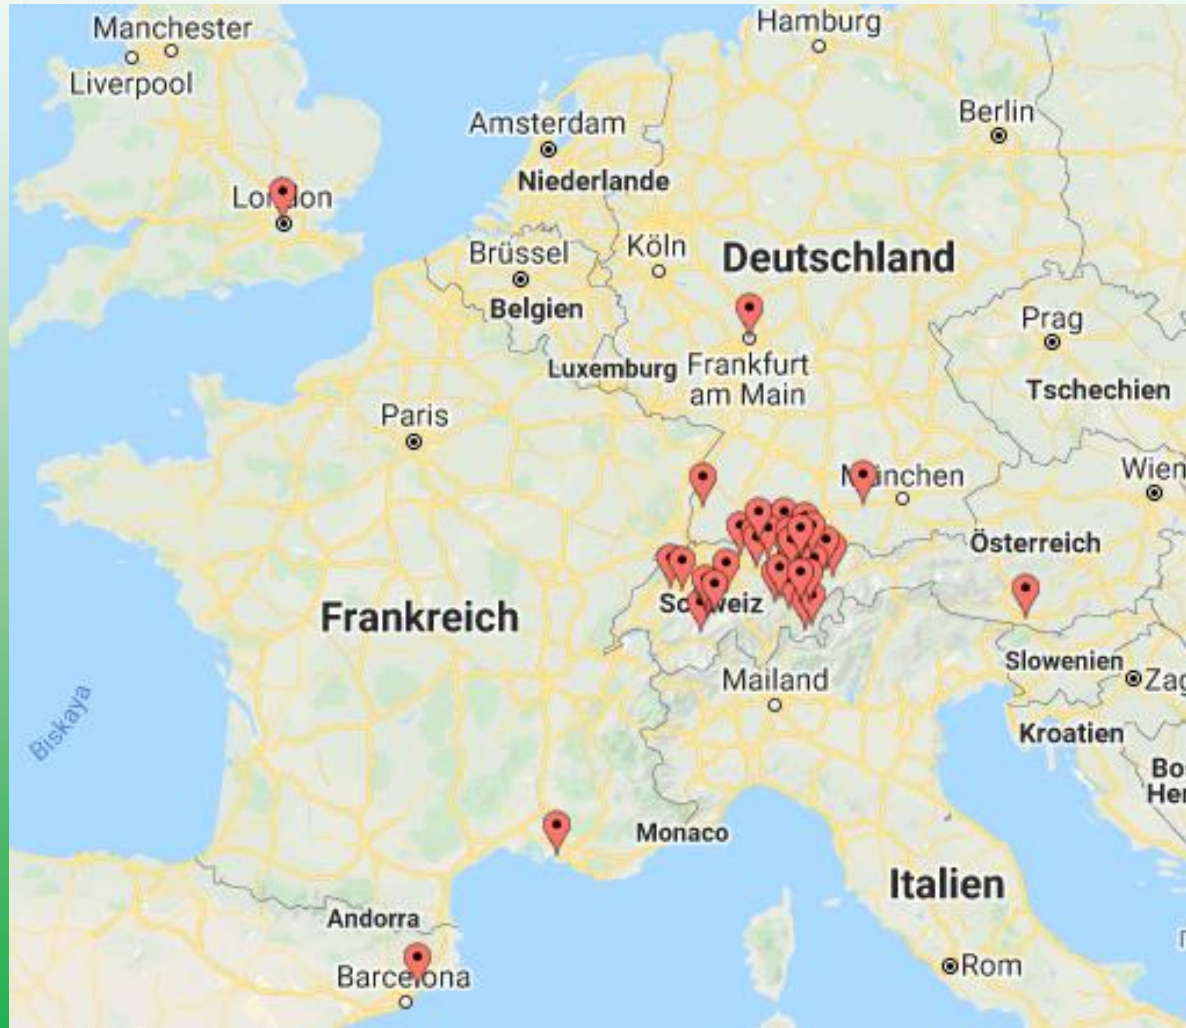 Manchester
Hamburg
Liverpool
Berlin
Amsterdam
Niederlande
London
Brüssel
Köln
Deutschland
Belgien
Prag
Luxemburg
Frankfurt
am Main
Tschechien
Paris
München
Wien
Österreich
Schweiz
Frankreich
Slowenien
Mailand
Zag
Biskaya
Kroatien
Bos
Her
Monaco
Italien
Andorra
Barcelona
Rom